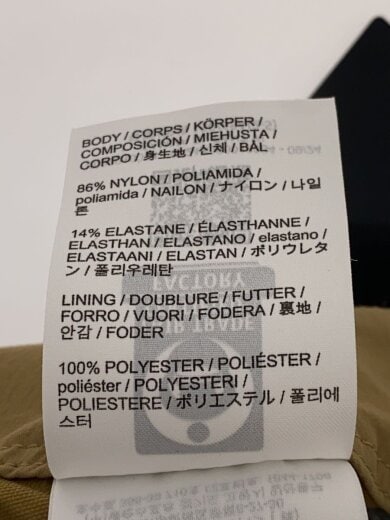 BODY / CORPS / KÖRPER /
COMPOSICIÓN / MIEHUSTA /
CORPO / 身生地 / 신체 / BÅL
86% NYLON / POLIAMIDA /
poliamida / NAILON / ナイロン / 나일
론
14% ELASTANE / ÉLASTHANNE /
ELASTHAN / ELASTANO / elastano /
ELASTAANI / ELASTAN / ポリウレタ
ン / 폴리우레탄
LINING / DOUBLURE / FUTTER /
FORRO / VUORI / FODERA / 裏地 /
안감 / FODER
100% POLYESTER / POLIÉSTER /
poliéster / POLYESTERI /
POLIESTERE / ポリエステル / 폴리에
스터
FACTORY
FAIR TRADE